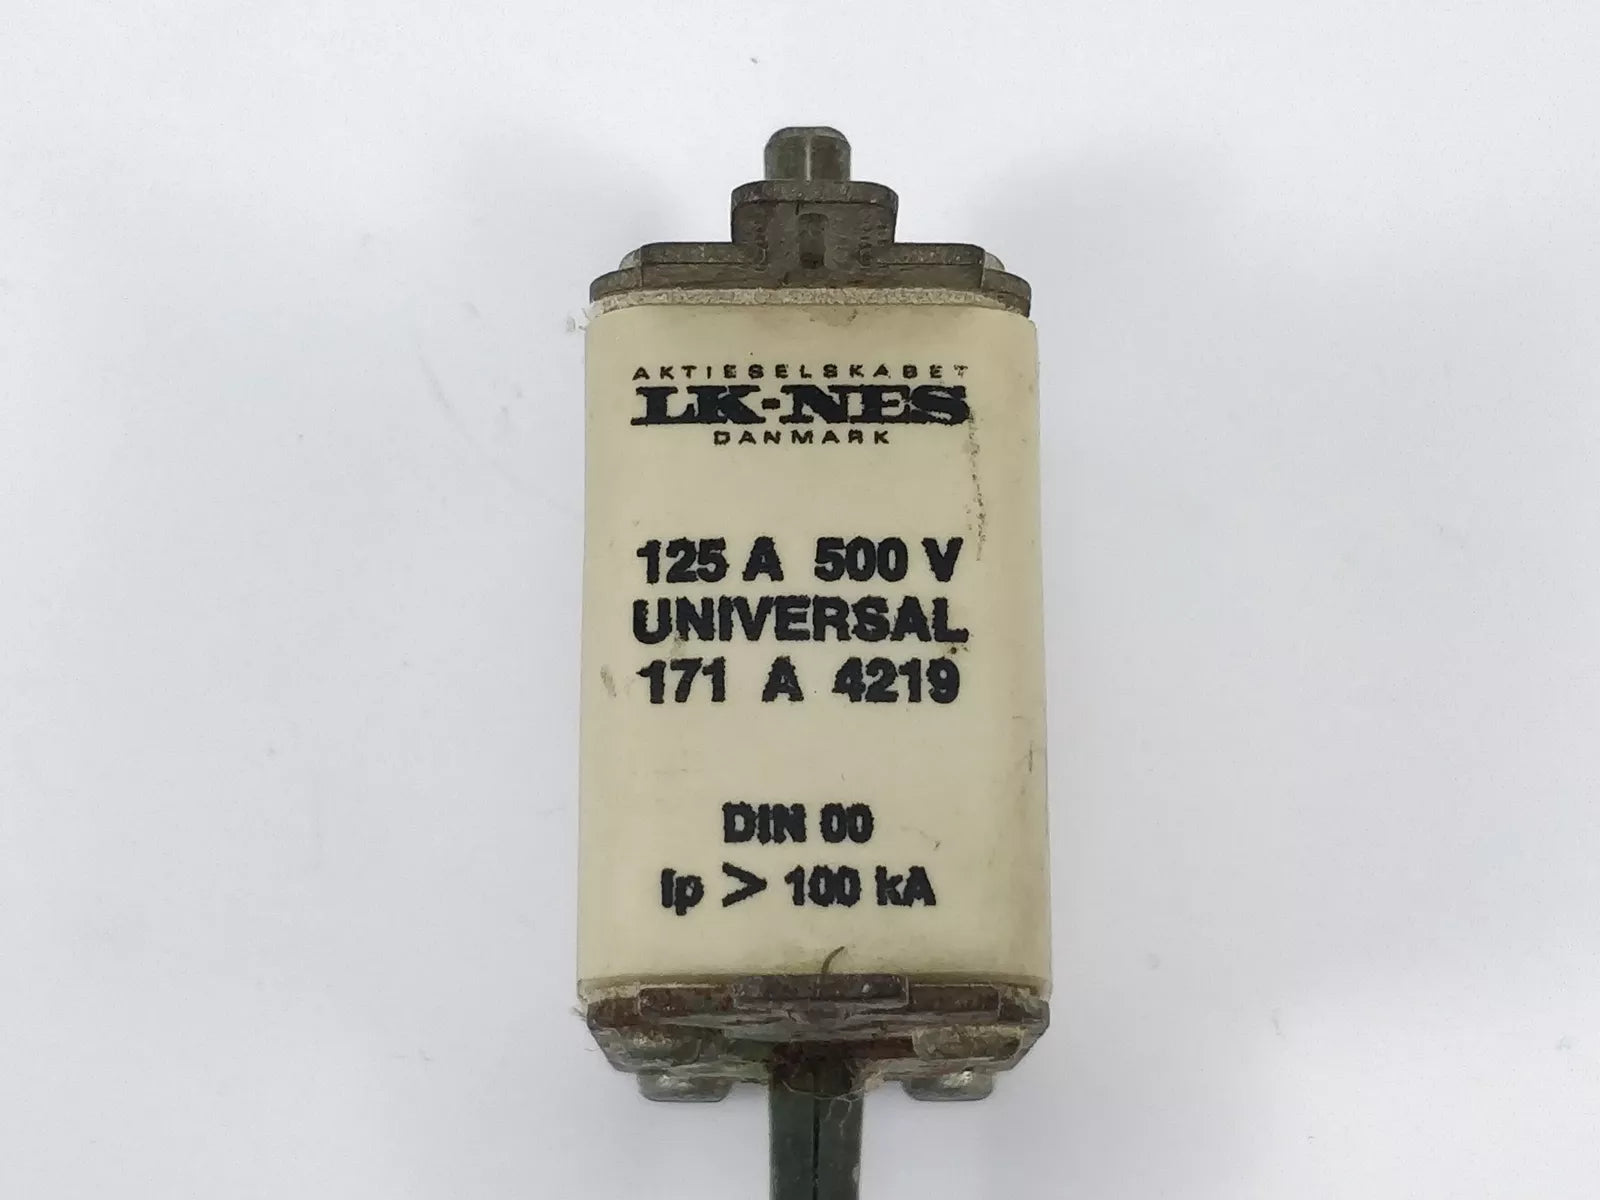 AKTIESELSKABET
LK-NES
DANMARK
125 A 500 V
UNIVERSAL
171 A 4219
DIN 00
Ip > 100 kA